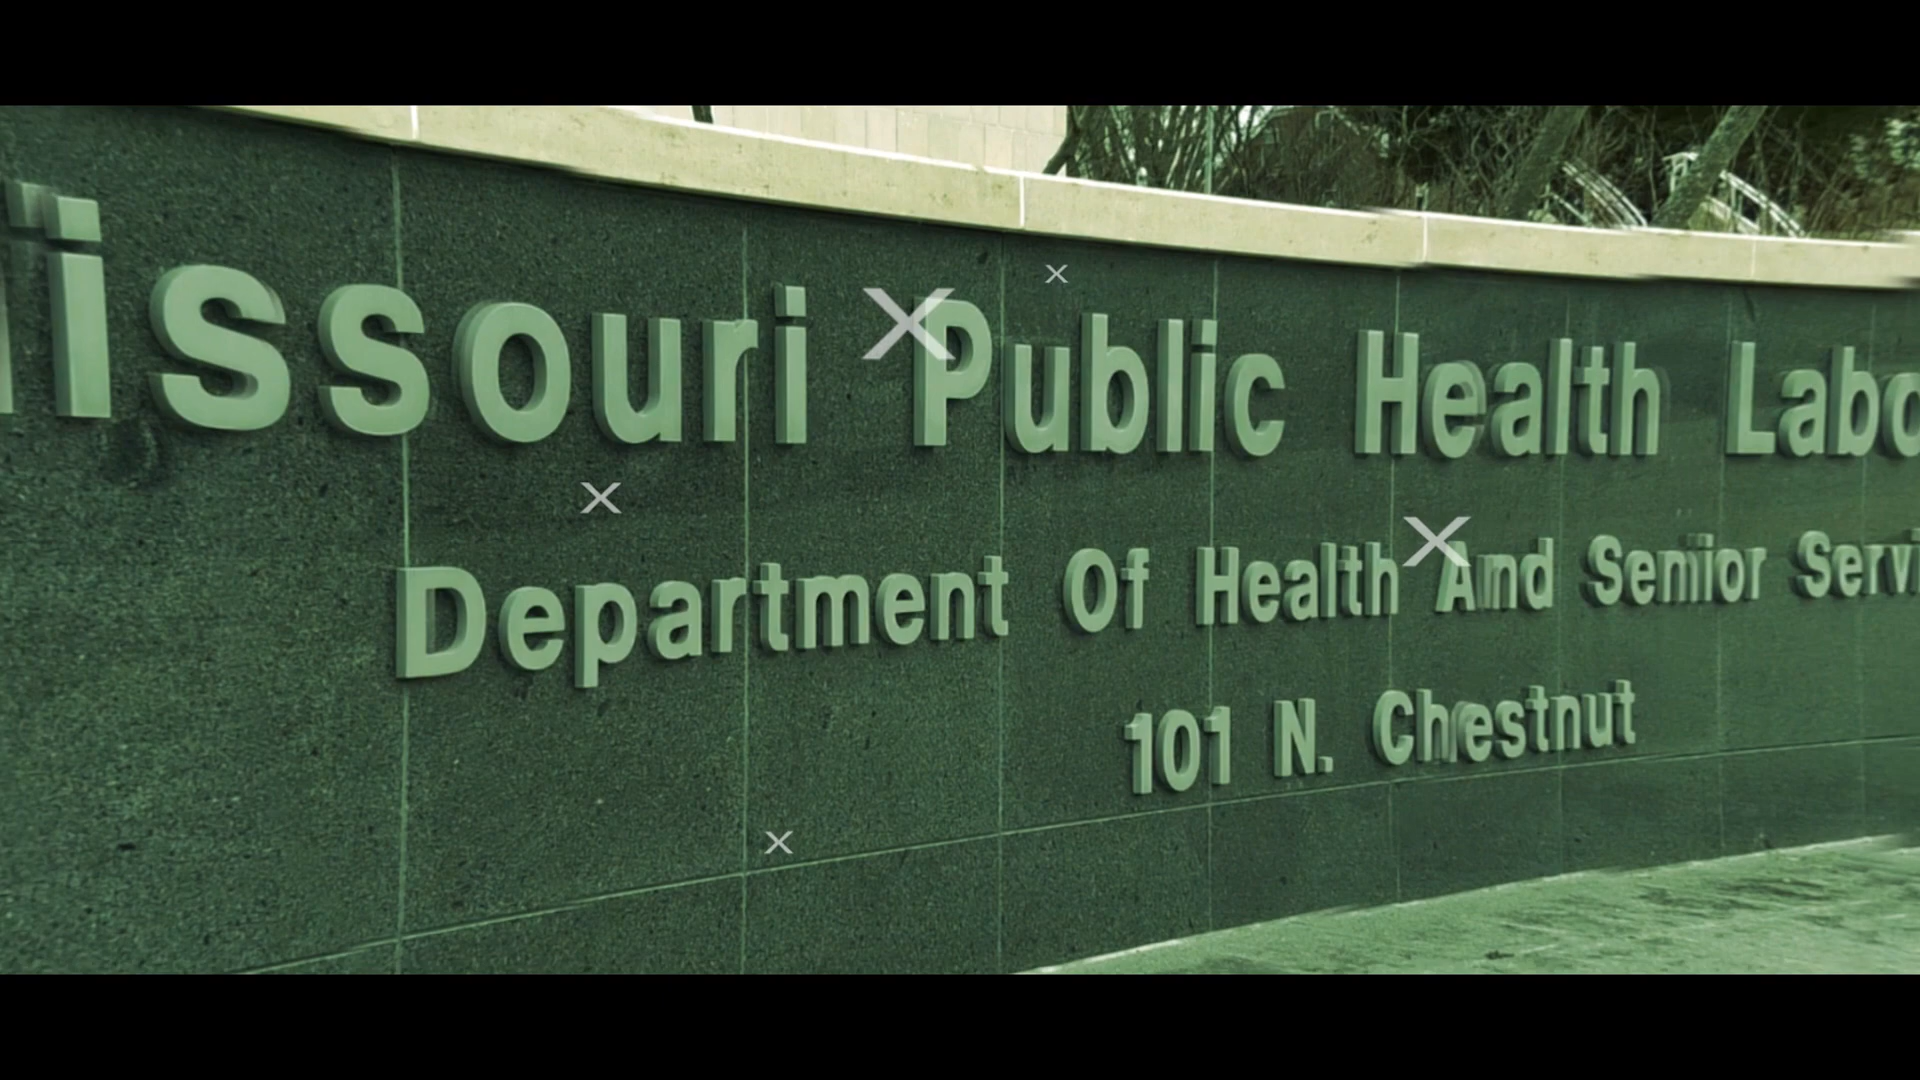 issouri Public Health Labo
Department Of Health And Senior Servi
101 N. Chestnut